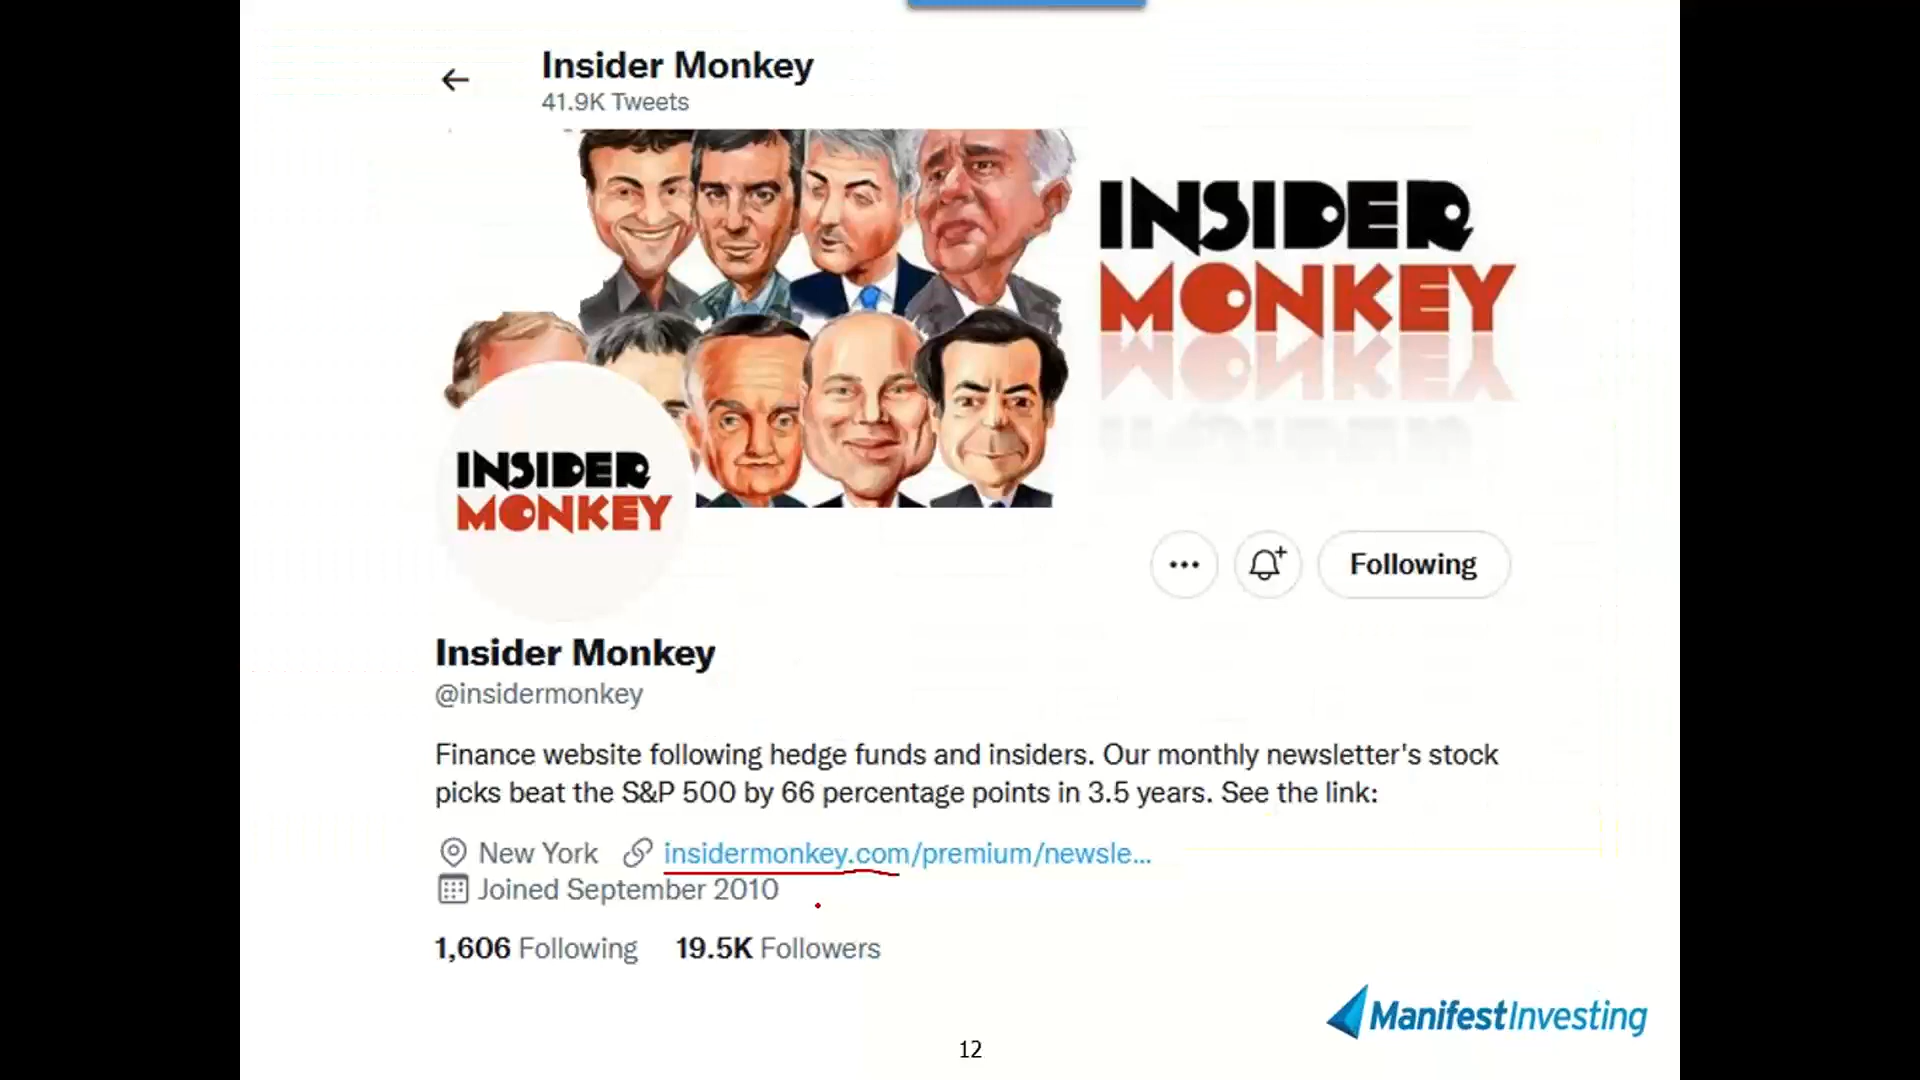 Insider Monkey
41.9K Tweets
INSIDER
MONKEY
INSIDER
MONKEY
Following
Insider Monkey
@insidermonkey
Finance website following hedge funds and insiders. Our monthly newsletter's stock
picks beat the S&P 500 by 66 percentage points in 3.5 years. See the link:
New York insidermonkey.com/premium/newsle...
Joined September 2010
1,606 Following 19.5K Followers
ManifestInvesting
12